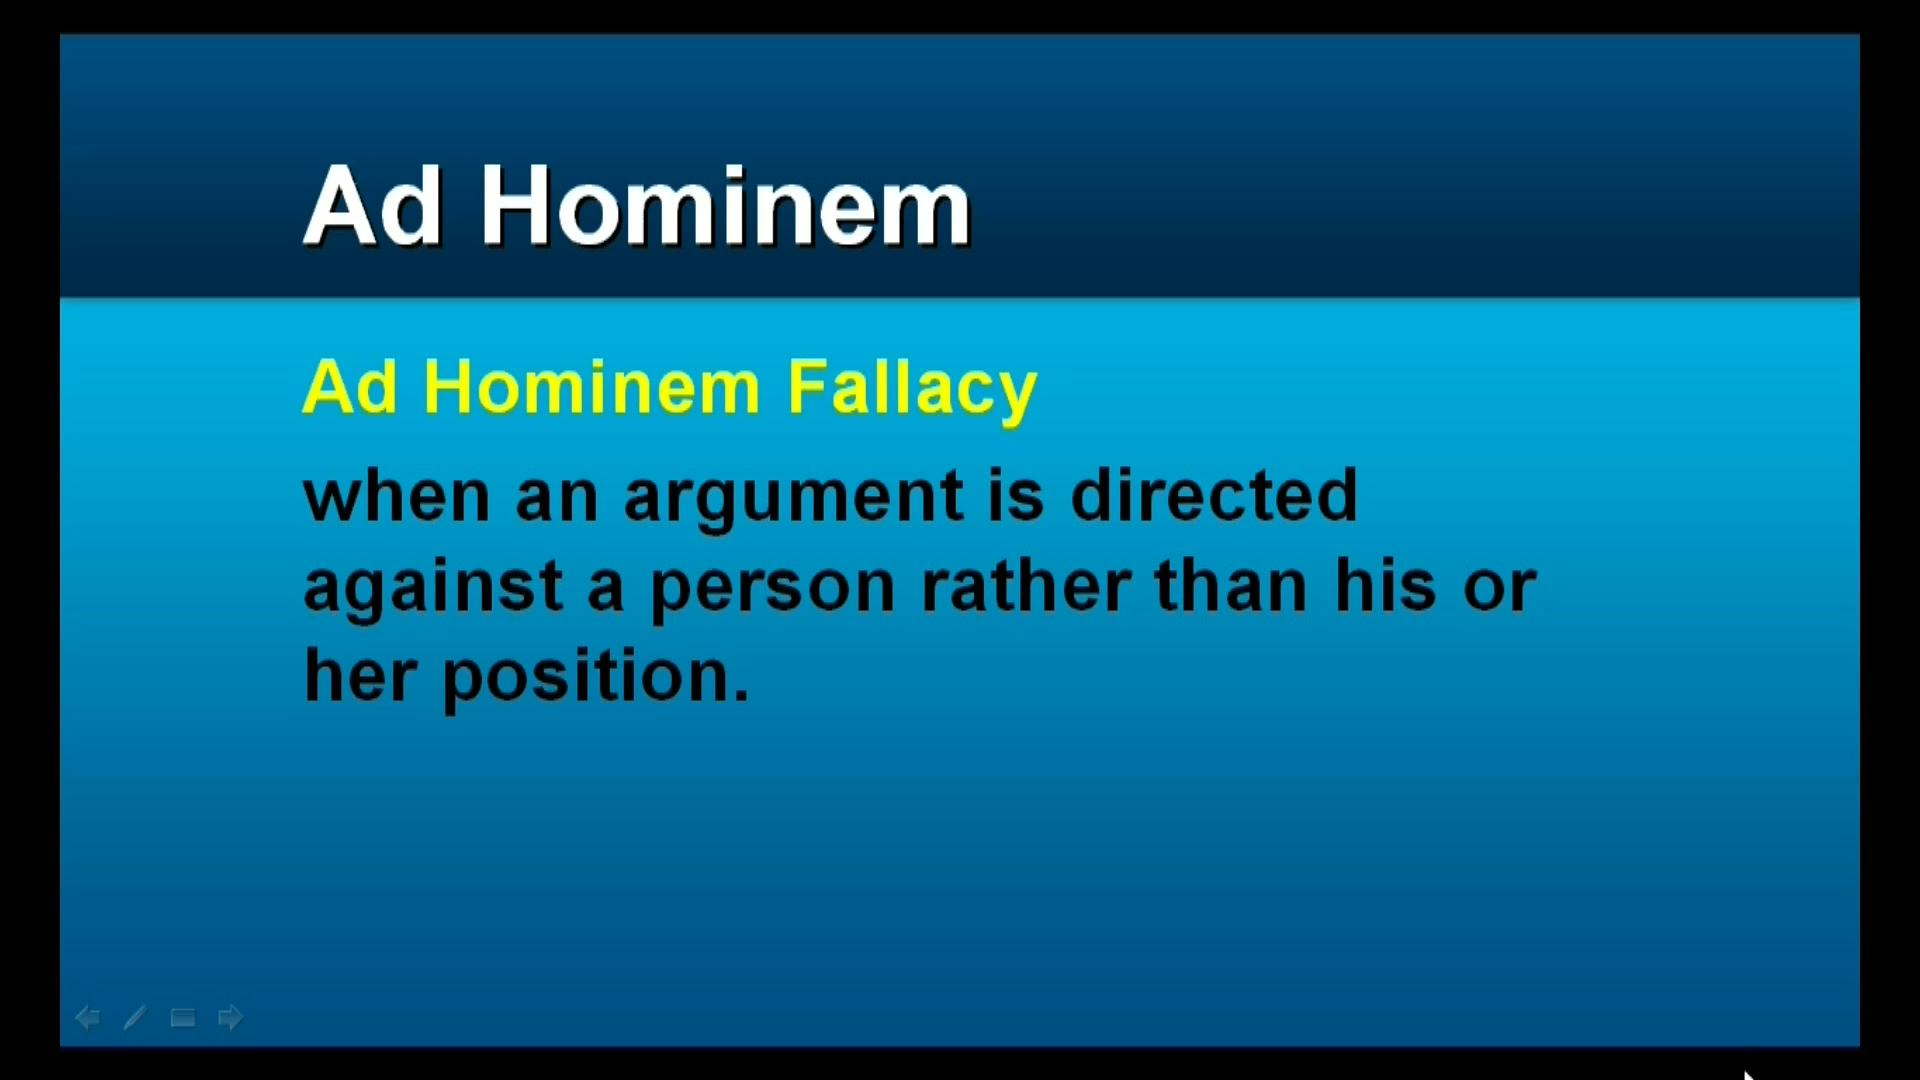 Ad Hominem
Ad Hominem Fallacy
when an argument is directed
against a person rather than his or
her position.